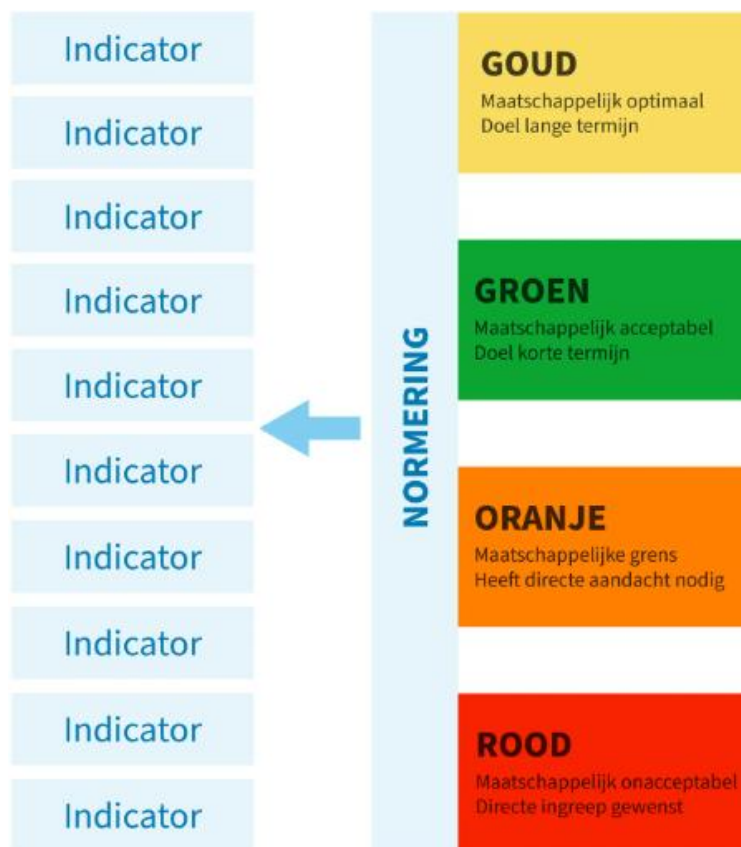 Indicator
Indicator
Indicator
Indicator
Indicator
Indicator
Indicator
Indicator
Indicator
Indicator
NORMERING
GOUD
Maatschappelijk optimaal
Doel lange termijn
GROEN
Maatschappelijk acceptabel
Doel korte termijn
ORANJE
Maatschappelijke grens
Heeft directe aandacht nodig
ROOD
Maatschappelijk onacceptabel
Directe ingreep gewenst